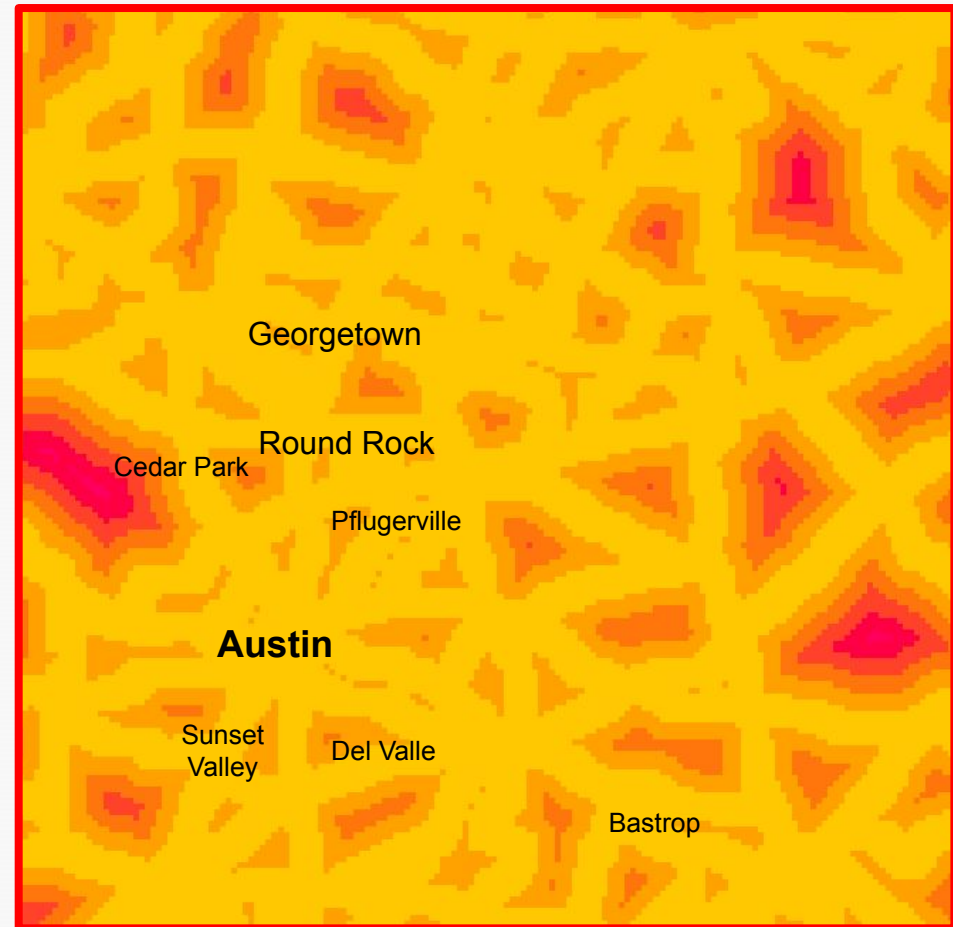 Georgetown
Round Rock
Cedar Park
Pflugerville
Austin
Sunset
Valley
Del Valle
Bastrop